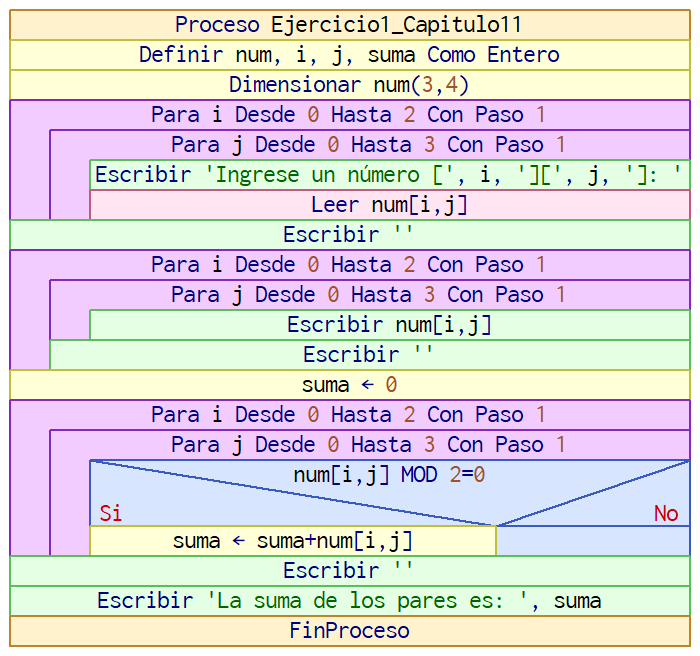 Proceso Ejercicio1_Capitulo11
Definir num, i, j, suma Como Entero
Dimensionar num(3,4)
Para i Desde 0 Hasta 2 Con Paso 1
Para j Desde 0 Hasta 3 Con Paso 1
Escribir 'Ingrese un número [', i, '][', j, ']: '
Leer num[i,j]
Escribir ''
Para i Desde 0 Hasta 2 Con Paso 1
Para j Desde 0 Hasta 3 Con Paso 1
Escribir num[i,j]
Escribir ''
suma ← 0
Para i Desde 0 Hasta 2 Con Paso 1
Para j Desde 0 Hasta 3 Con Paso 1
num[i,j] MOD 2=0
Si No
suma ← suma+num[i,j]
Escribir ''
Escribir 'La suma de los pares es: ', suma
FinProceso